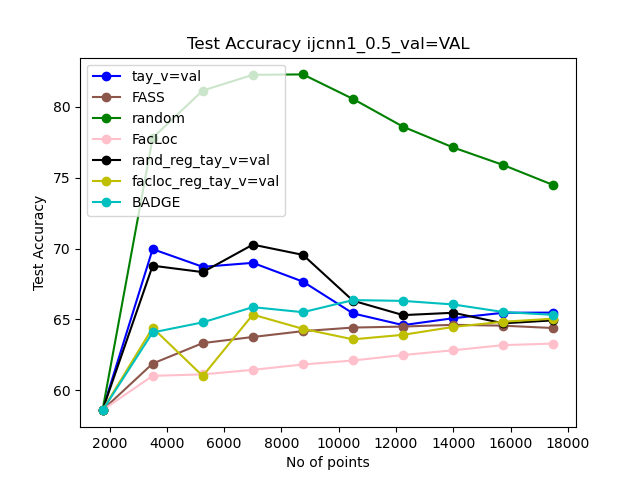 Test Accuracy ijcnn1_0.5_val=VAL
tay_v=val
FASS
random
FacLoc
rand_reg_tay_v=val
facloc_reg_tay_v=val
BADGE
80
75
70
65
60
Test Accuracy
2000 4000 6000 8000 10000 12000 14000 16000 18000
No of points